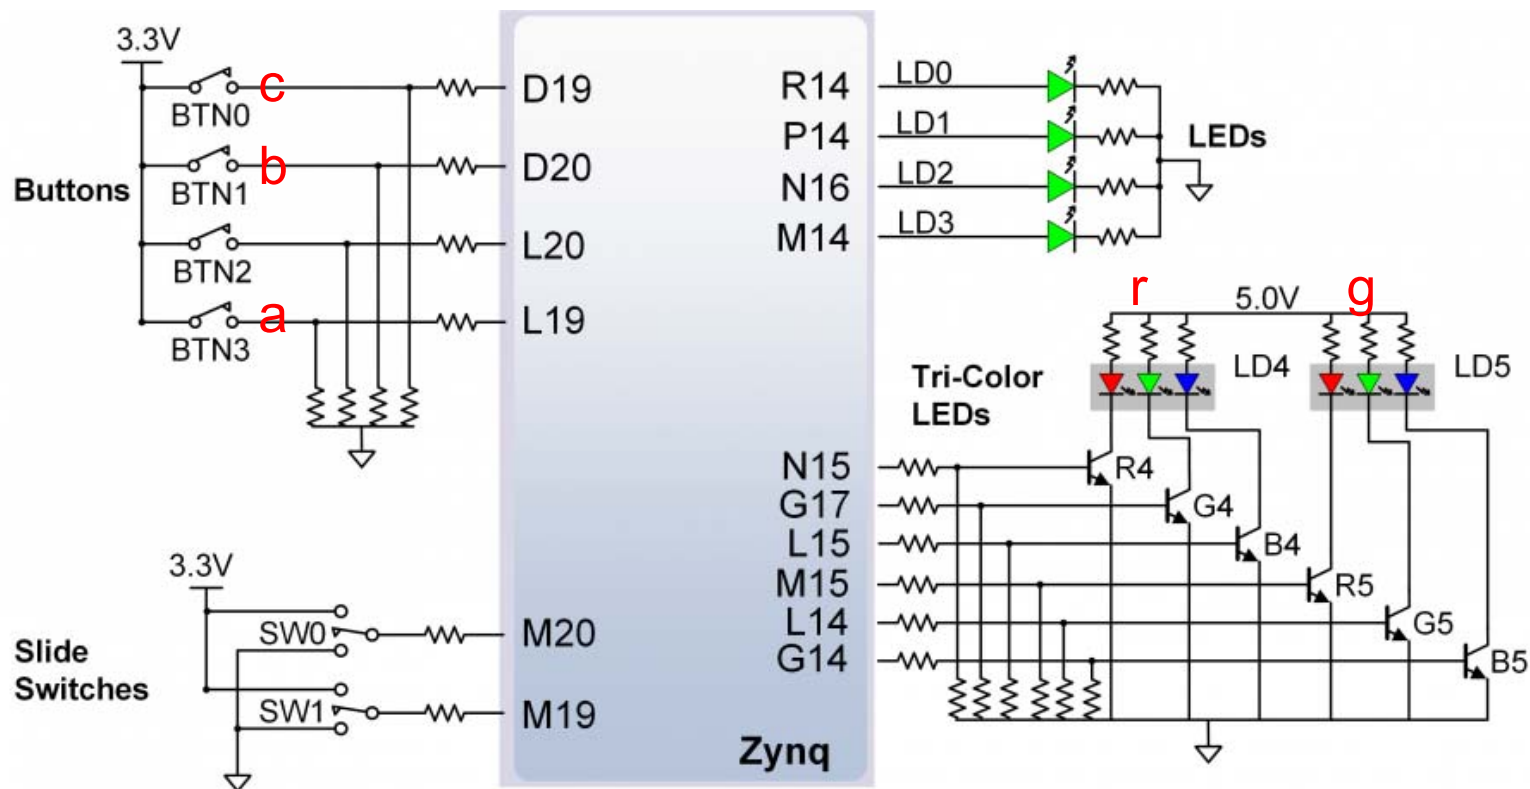 3.3V
c
BTN0
b
BTN1
Buttons
BTN2
a
BTN3
D19
D20
L20
L19
R14
P14
N16
M14
LD0
LD1
LD2
LD3
LEDs
r
5.0V
g
LD4
LD5
Tri-Color
LEDs
N15
G17
L15
M15
L14
G14
R4
G4
B4
R5
G5
B5
3.3V
SW0
Slide
Switches
SW1
M20
M19
Zynq